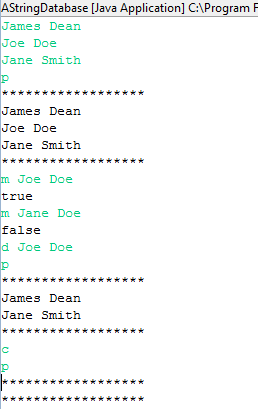 AStringDatabase [Java Application] C:\Program F
James Dean
Joe Doe
Jane Smith
p
******************
James Dean
Joe Doe
Jane Smith
******************
m Joe Doe
true
m Jane Doe
false
d Joe Doe
p
******************
James Dean
Jane Smith
******************
c
p
******************
******************